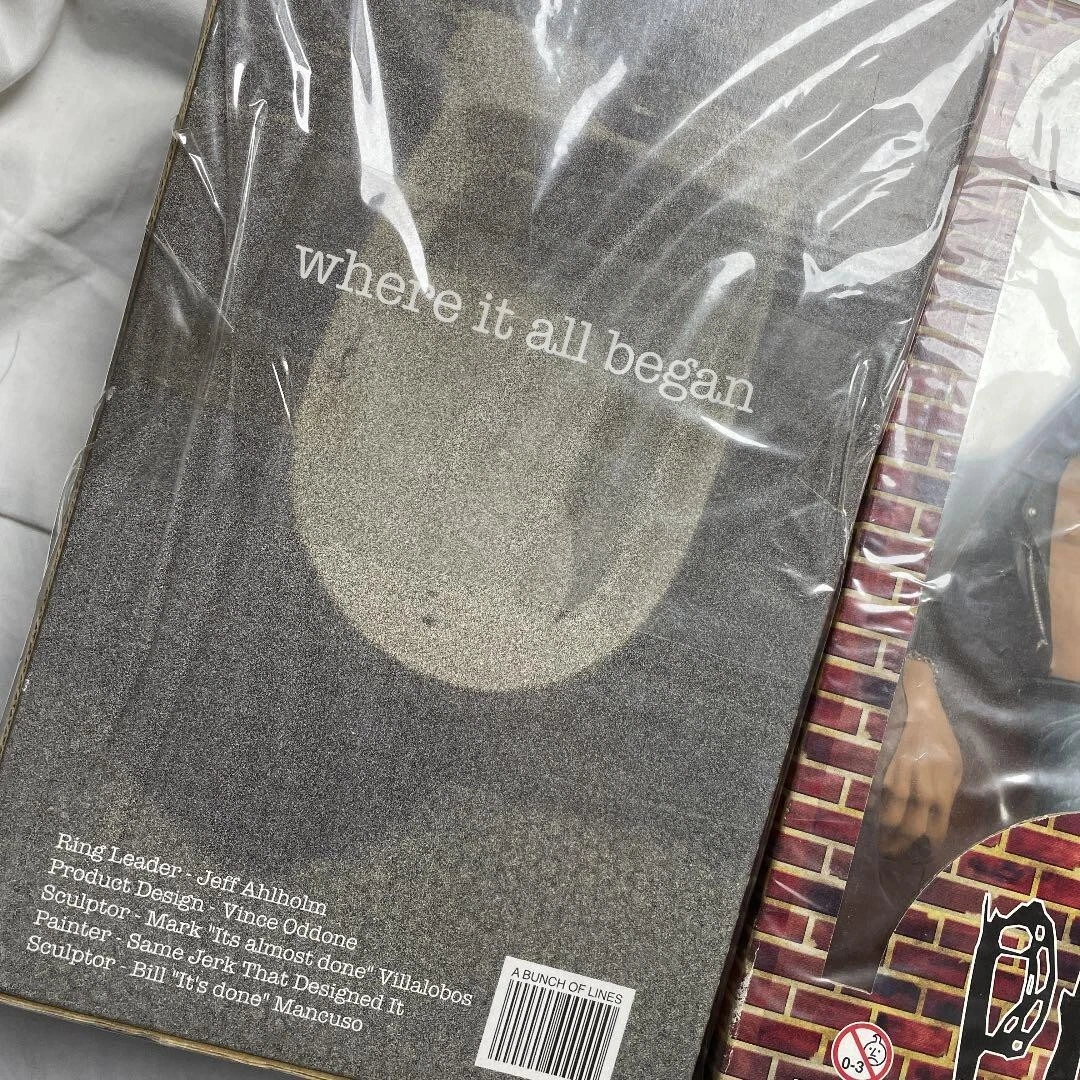 where it all began
Ring Leader - Jeff Ahlholm
Product Design - Vince Oddone
Sculptor - Mark "Its almost done" Villalobos
Painter - Same Jerk That Designed It
Sculptor - Bill "It's done" Mancuso
A BUNCH OF LINES
0-3